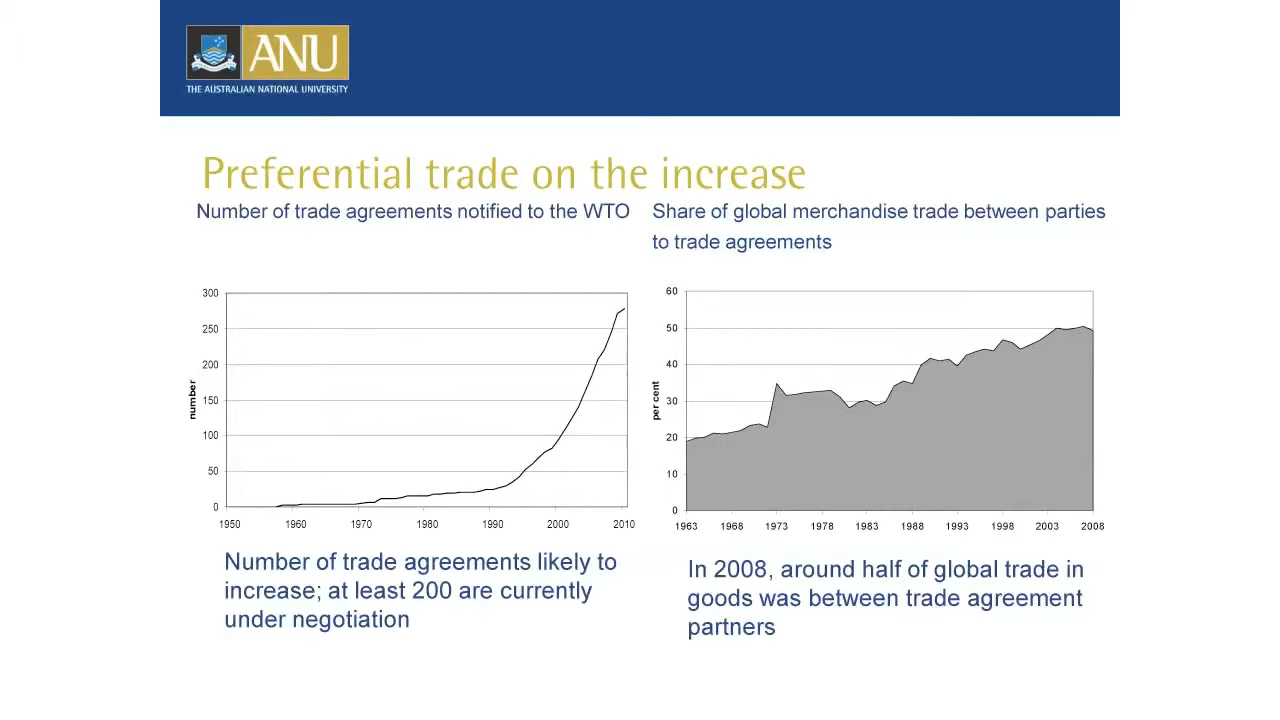 ANU
THE AUSTRALIAN NATIONAL UNIVERSITY
Preferential trade on the increase
Number of trade agreements notified to the WTO
Share of global merchandise trade between parties
to trade agreements
300
250
200
150
100
50
0
number
1950 1960 1970 1980 1990 2000 2010
60
50
40
30
20
10
0
per cent
1963 1968 1973 1978 1983 1988 1993 1998 2003 2008
Number of trade agreements likely to
increase; at least 200 are currently
under negotiation
In 2008, around half of global trade in
goods was between trade agreement
partners